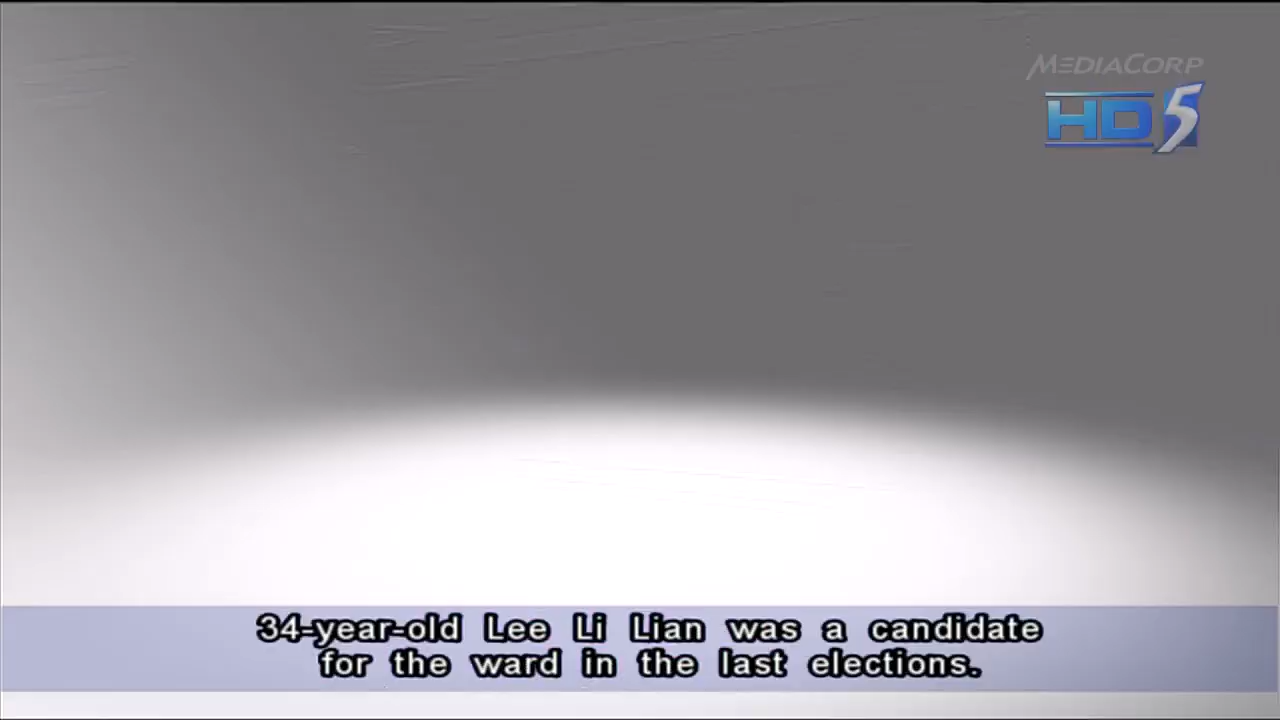 MEDIACORP
HD5
34-year-old Lee Li Lian was a candidate
for the ward in the last elections.